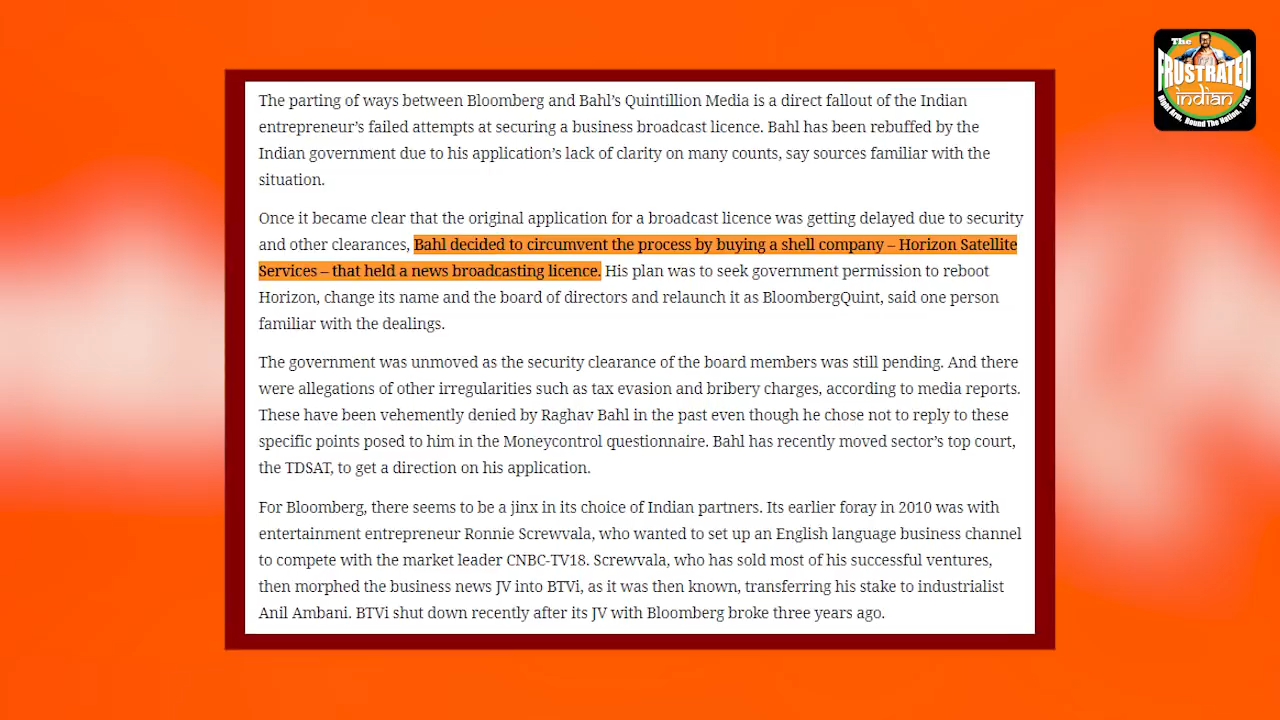 The
FRUSTRATED
indian
Right Arm, Round The Nation, Fast
The parting of ways between Bloomberg and Bahl's Quintillion Media is a direct fallout of the Indian
entrepreneur's failed attempts at securing a business broadcast licence. Bahl has been rebuffed by the
Indian government due to his application's lack of clarity on many counts, say sources familiar with the
situation.
Once it became clear that the original application for a broadcast licence was getting delayed due to security
and other clearances, Bahl decided to circumvent the process by buying a shell company – Horizon Satellite
Services – that held a news broadcasting licence. His plan was to seek government permission to reboot
Horizon, change its name and the board of directors and relaunch it as BloombergQuint, said one person
familiar with the dealings.
The government was unmoved as the security clearance of the board members was still pending. And there
were allegations of other irregularities such as tax evasion and bribery charges, according to media reports.
These have been vehemently denied by Raghav Bahl in the past even though he chose not to reply to these
specific points posed to him in the Moneycontrol questionnaire. Bahl has recently moved sector's top court,
the TDSAT, to get a direction on his application.
For Bloomberg, there seems to be a jinx in its choice of Indian partners. Its earlier foray in 2010 was with
entertainment entrepreneur Ronnie Screwvala, who wanted to set up an English language business channel
to compete with the market leader CNBC-TV18. Screwvala, who has sold most of his successful ventures,
then morphed the business news JV into BTVi, as it was then known, transferring his stake to industrialist
Anil Ambani. BTVi shut down recently after its JV with Bloomberg broke three years ago.